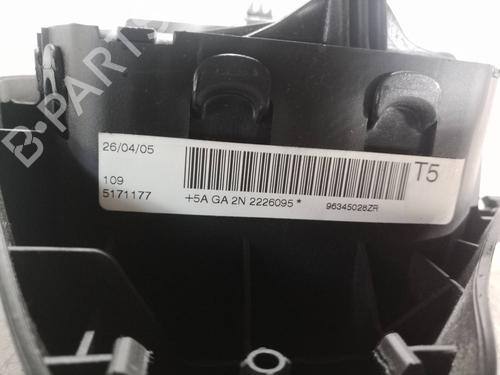 B-PARTS
26/04/05
T5
109
5171177
+5A GA 2N 2226095*
96345028ZR